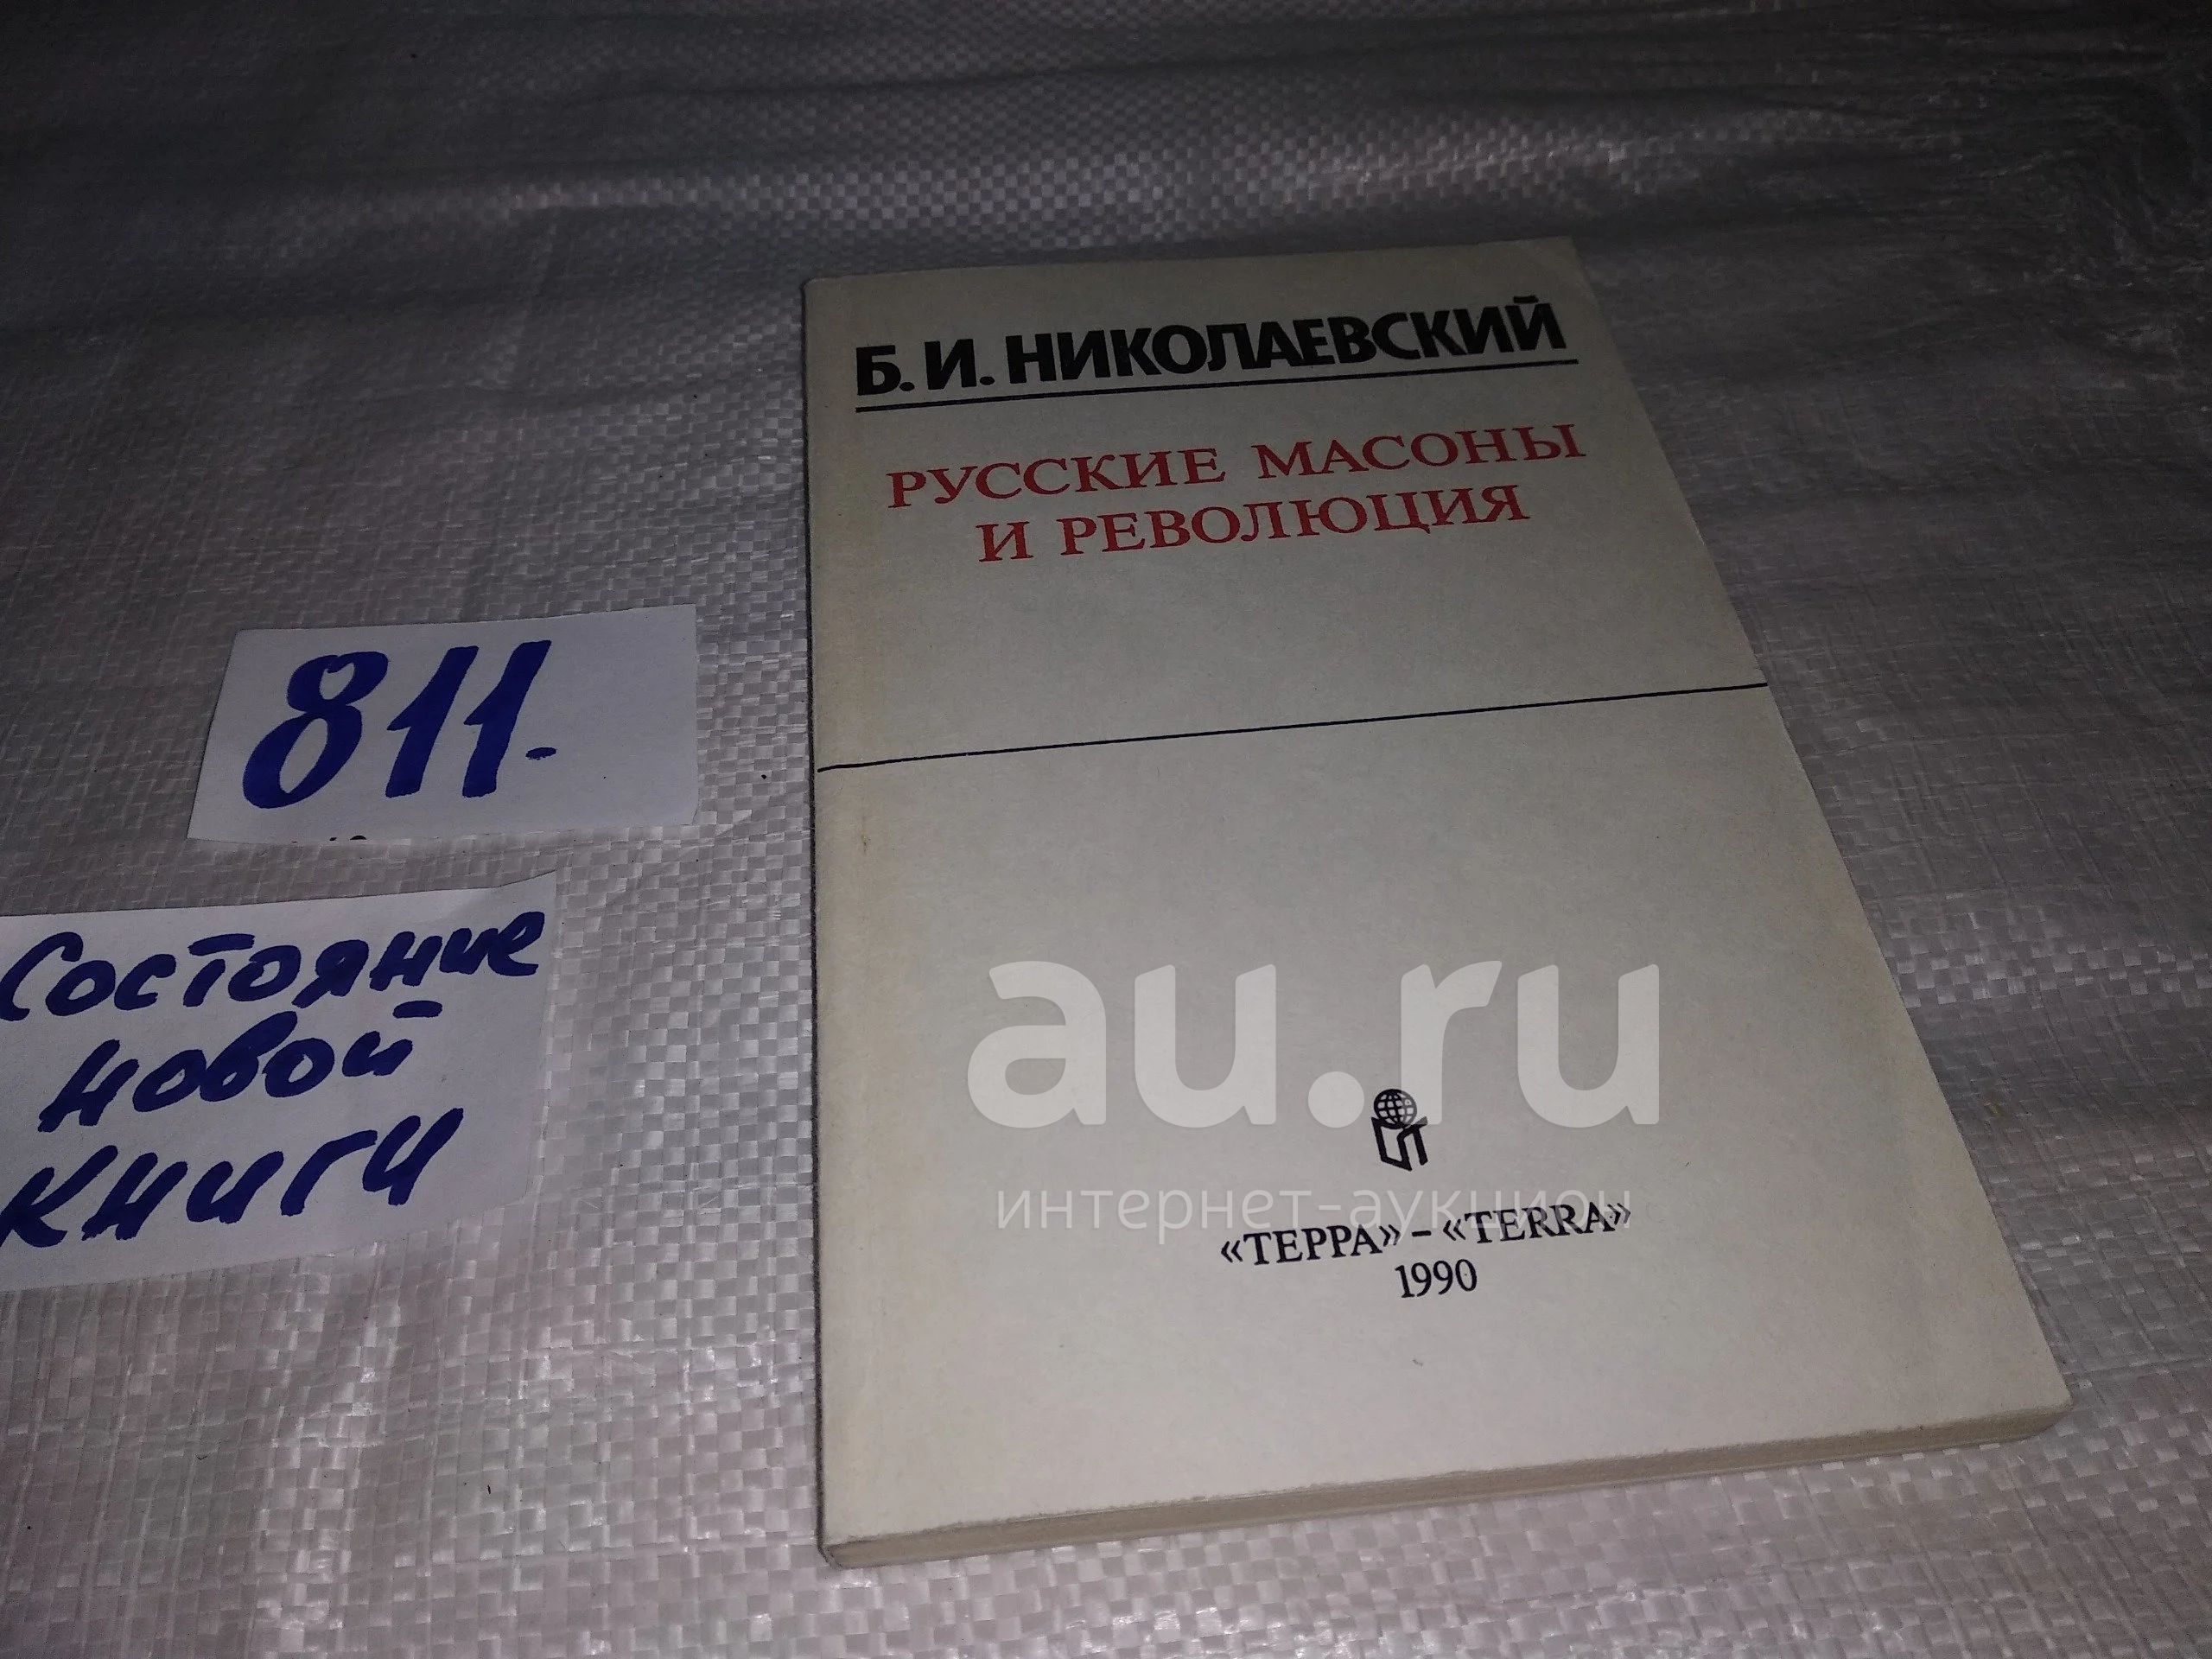 Б. И. НИКОЛАЕВСКИЙ
РУССКИЕ МАСОНЫ
И РЕВОЛЮЦИЯ
811.
Состояние
новой
книги
au.ru
интернет-аукцион
«ТЕРРА» – «TERRA»
1990